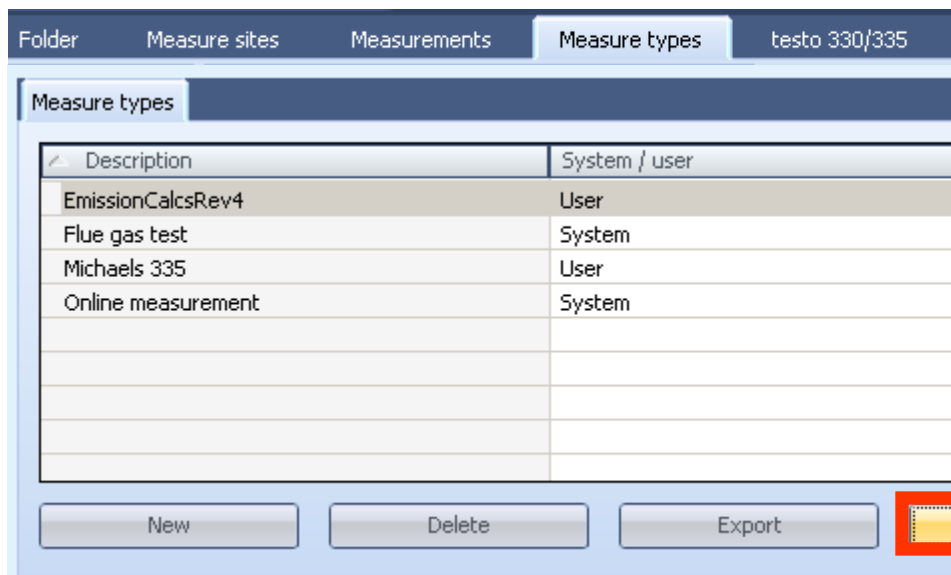 Folder Measure sites Measurements Measure types testo 330/335
Measure types
Description System / user
EmissionCalcsRev4 User
Flue gas test System
Michaels 335 User
Online measurement System
New Delete Export